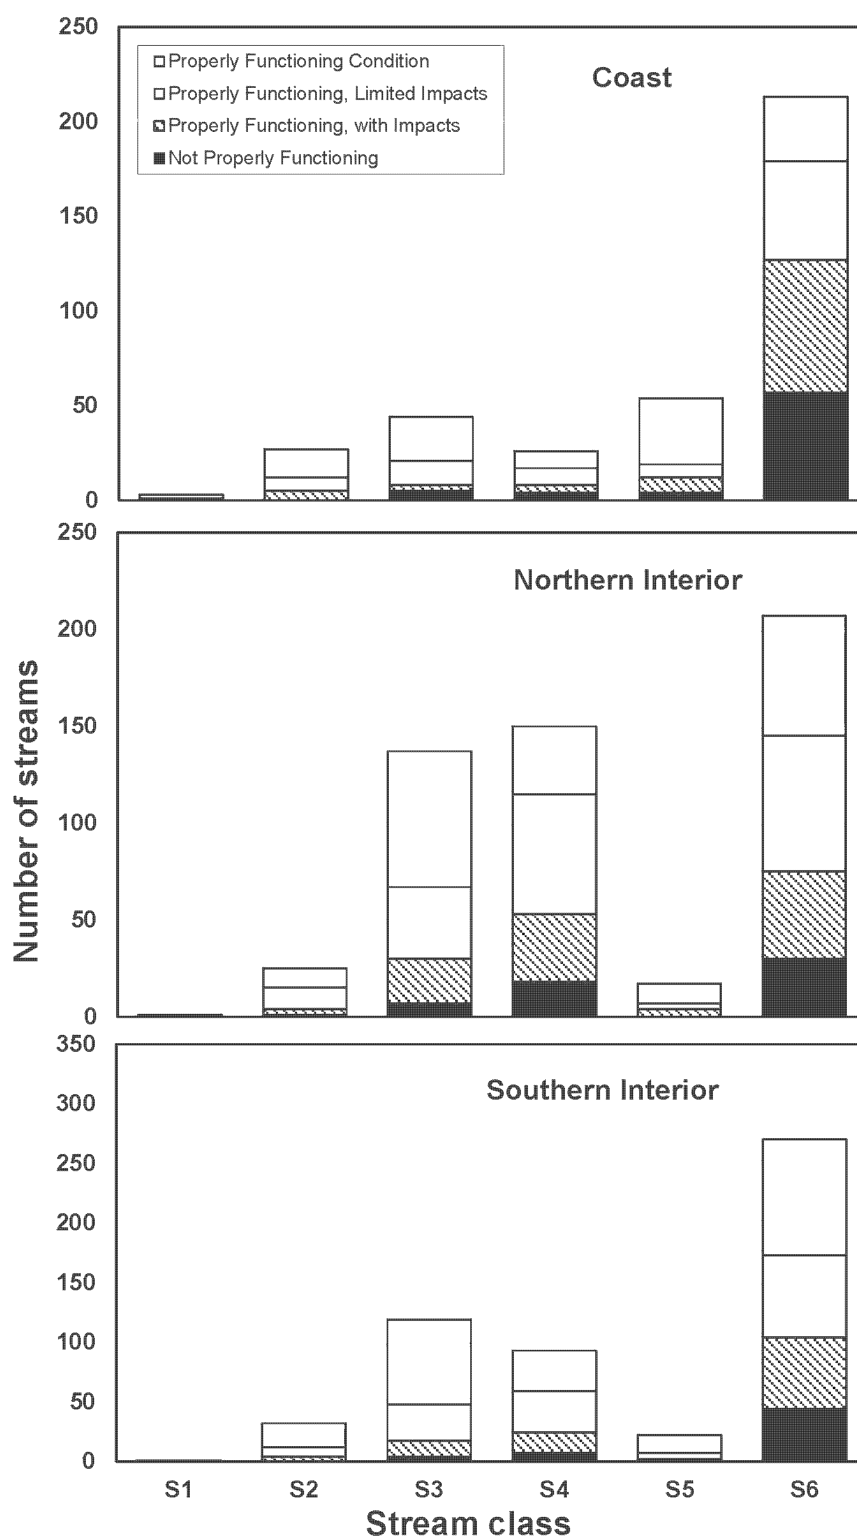 250
Properly Functioning Condition
Properly Functioning, Limited Impacts
Properly Functioning, with Impacts
Not Properly Functioning
Coast
200
150
100
50
0
250
Northern Interior
200
150
100
50
0
Number of streams
350
Southern Interior
300
250
200
150
100
50
0
S1 S2 S3 S4 S5 S6
Stream class